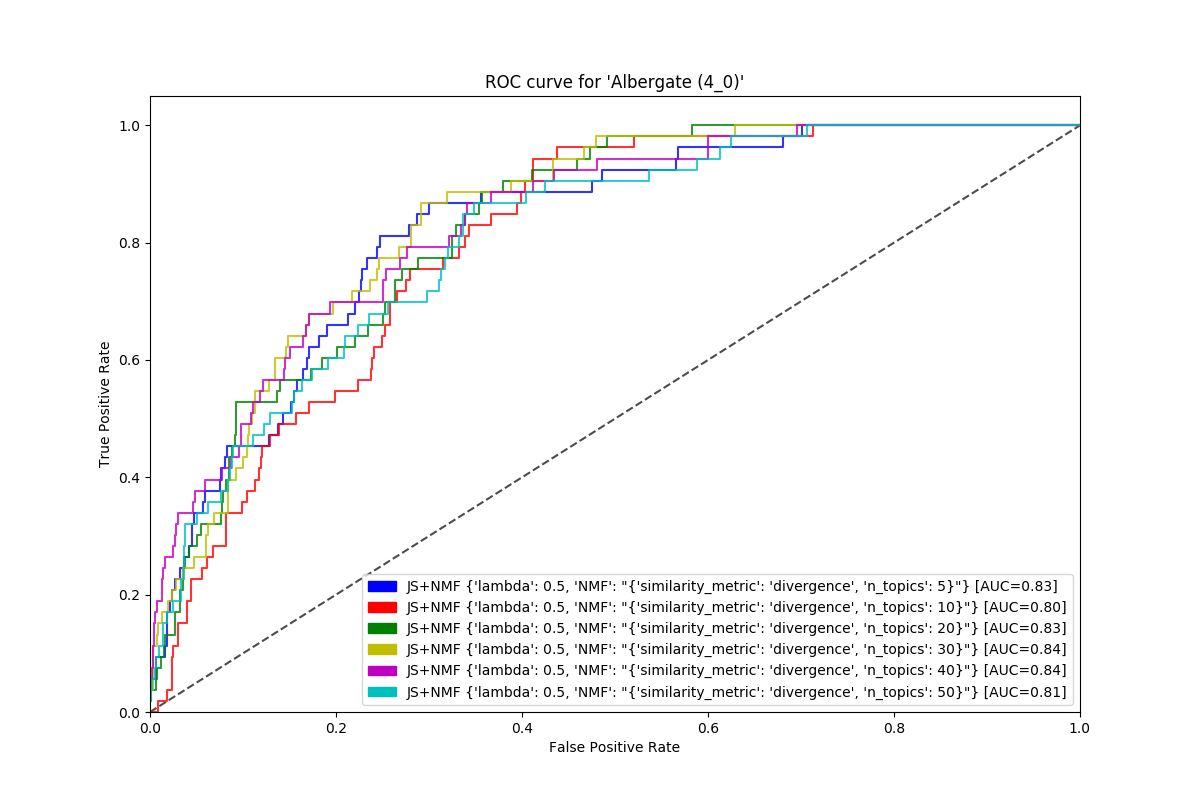 ROC curve for 'Albergate (4_0)'
1.0
0.8
0.6
0.4
0.2
0.0
True Positive Rate
JS+NMF {'lambda': 0.5, 'NMF': "{'similarity_metric': 'divergence', 'n_topics': 5}"} [AUC=0.83]
JS+NMF {'lambda': 0.5, 'NMF': "{'similarity_metric': 'divergence', 'n_topics': 10}"} [AUC=0.80]
JS+NMF {'lambda': 0.5, 'NMF': "{'similarity_metric': 'divergence', 'n_topics': 20}"} [AUC=0.83]
JS+NMF {'lambda': 0.5, 'NMF': "{'similarity_metric': 'divergence', 'n_topics': 30}"} [AUC=0.84]
JS+NMF {'lambda': 0.5, 'NMF': "{'similarity_metric': 'divergence', 'n_topics': 40}"} [AUC=0.84]
JS+NMF {'lambda': 0.5, 'NMF': "{'similarity_metric': 'divergence', 'n_topics': 50}"} [AUC=0.81]
0.0 0.2 0.4 0.6 0.8 1.0
False Positive Rate